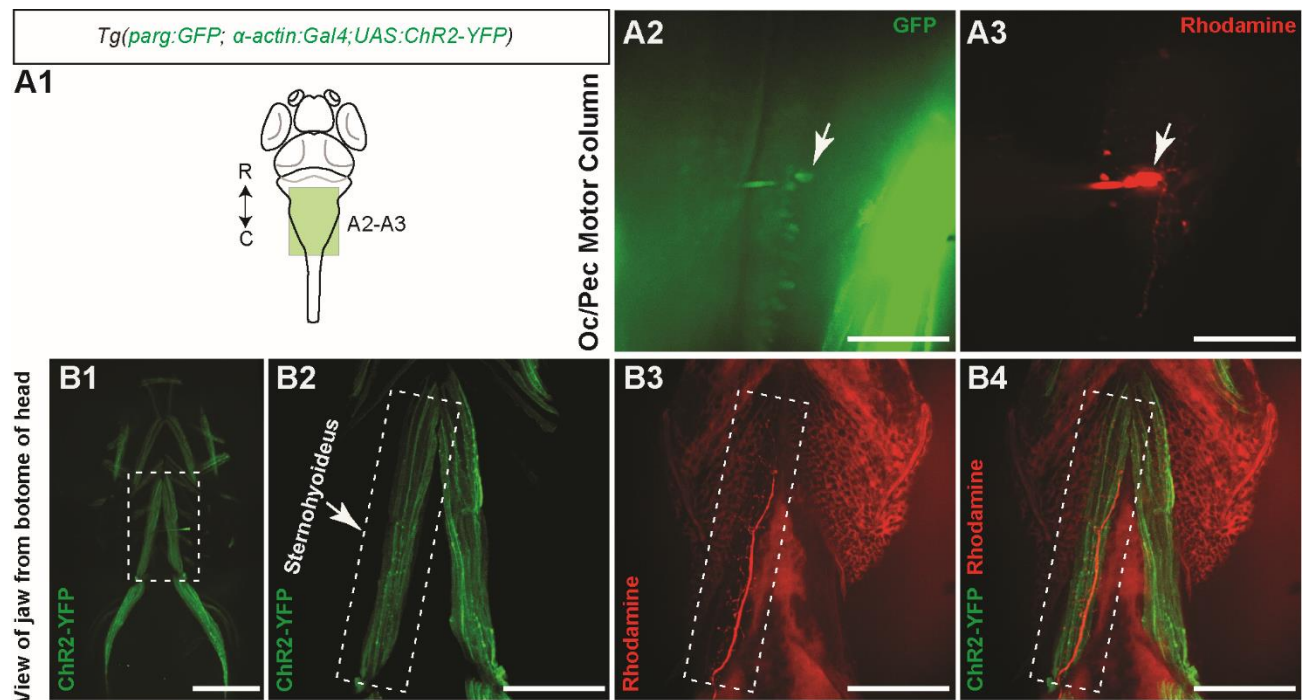 Tg(parg:GFP; α-actin:Gal4;UAS:ChR2-YFP)
A1
R
C
A2-A3
Oc/Pec Motor Column
A2
GFP
A3
Rhodamine
View of jaw from botome of head
B1
ChR2-YFP
B2
Sternohyoideus
ChR2-YFP
B3
Rhodamine
B4
ChR2-YFP Rhodamine